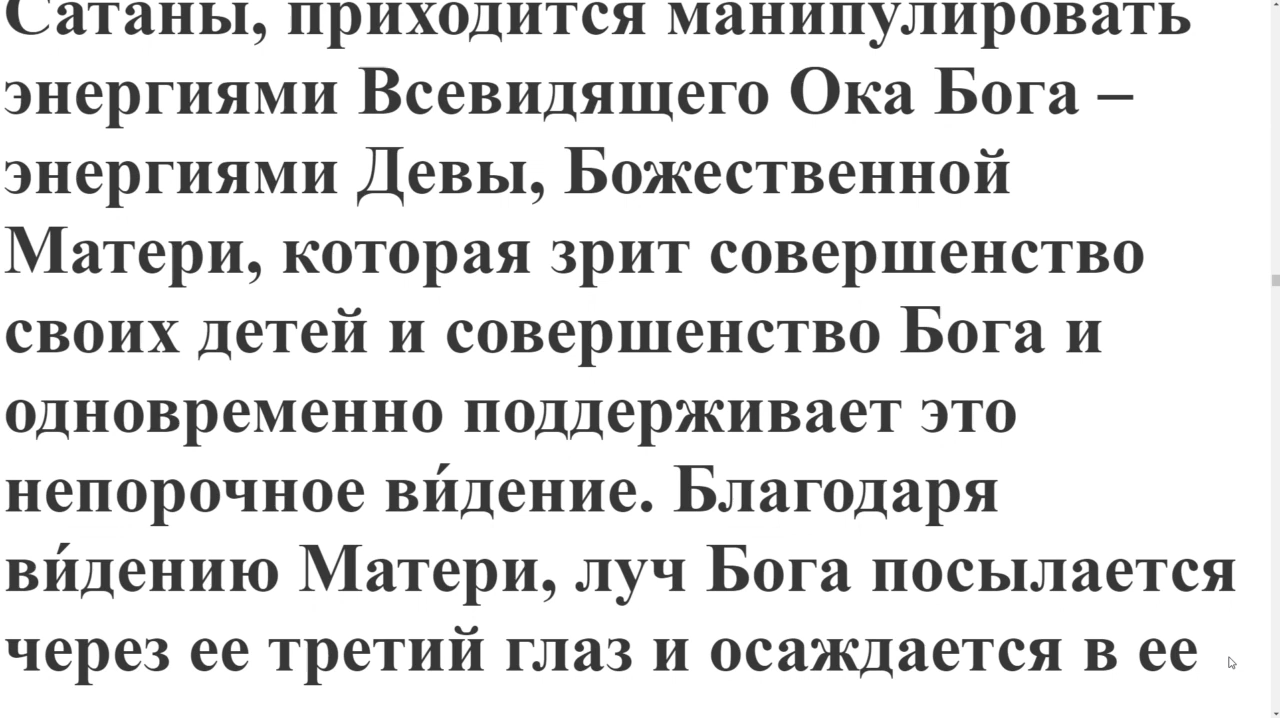 Сатаны, приходится манипулировать
энергиями Всевидящего Ока Бога –
энергиями Девы, Божественной
Матери, которая зрит совершенство
своих детей и совершенство Бога и
одновременно поддерживает это
непорочное ви́дение. Благодаря
ви́дению Матери, луч Бога посылается
через ее третий глаз и осаждается в ее